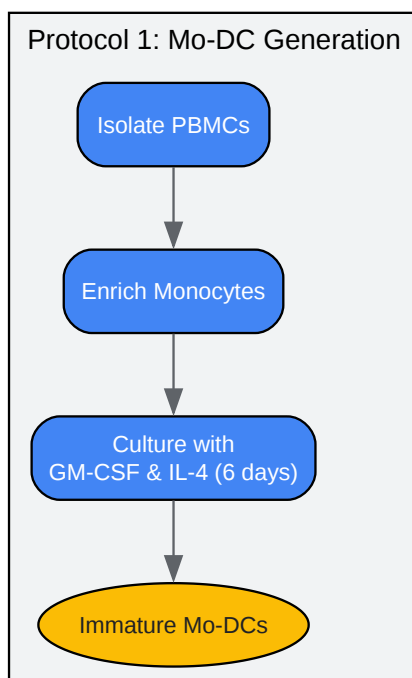 Protocol 1: Mo-DC Generation
Isolate PBMCs
Enrich Monocytes
Culture with
GM-CSF & IL-4 (6 days)
Immature Mo-DCs